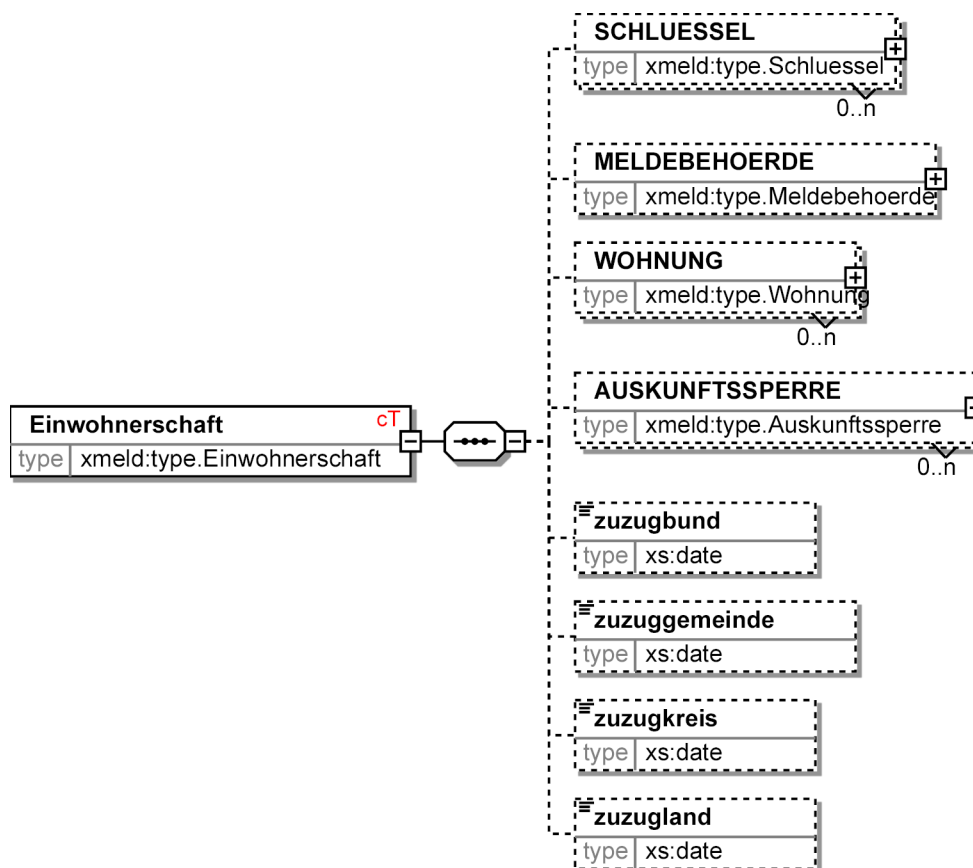 SCHLUESSEL
type xmeld:type.Schluessel
0..n
MELDEBEHOERDE
type xmeld:type.Meldebehoerde
WOHNUNG
type xmeld:type.Wohnung
0..n
AUSKUNFTSSPERRE
type xmeld:type.Auskunftssperre
0..n
Einwohnerschaft cT
type xmeld:type.Einwohnerschaft
zuzugbund
type xs:date
zuzuggemeinde
type xs:date
zuzugkreis
type xs:date
zuzugland
type xs:date